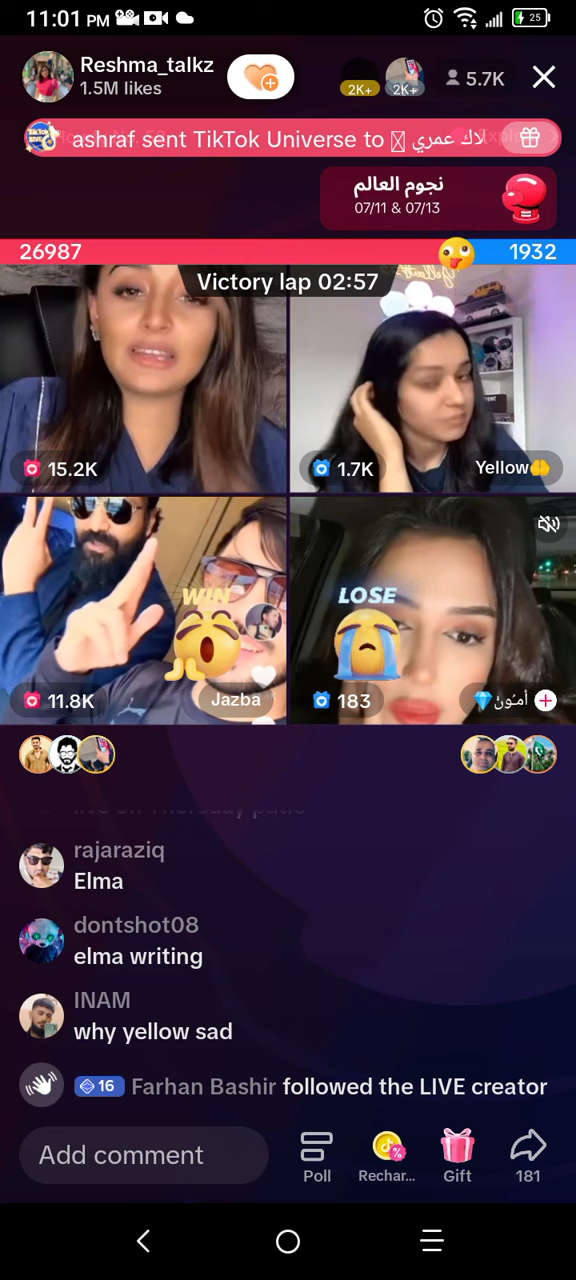 11:01 PM
25
Reshma_talkz
1.5M likes
2K+
2K+
5.7K
ashraf sent TikTok Universe to لاك عمري
نجوم العالم
07/11 & 07/13
26987
1932
Victory lap 02:57
15.2K
1.7K
Yellow
WIN
LOSE
11.8K
Jazba
183
rajaraziq
Elma
dontshot08
elma writing
INAM
why yellow sad
16 Farhan Bashir followed the LIVE creator
Add comment
Poll
Rechar...
Gift
181